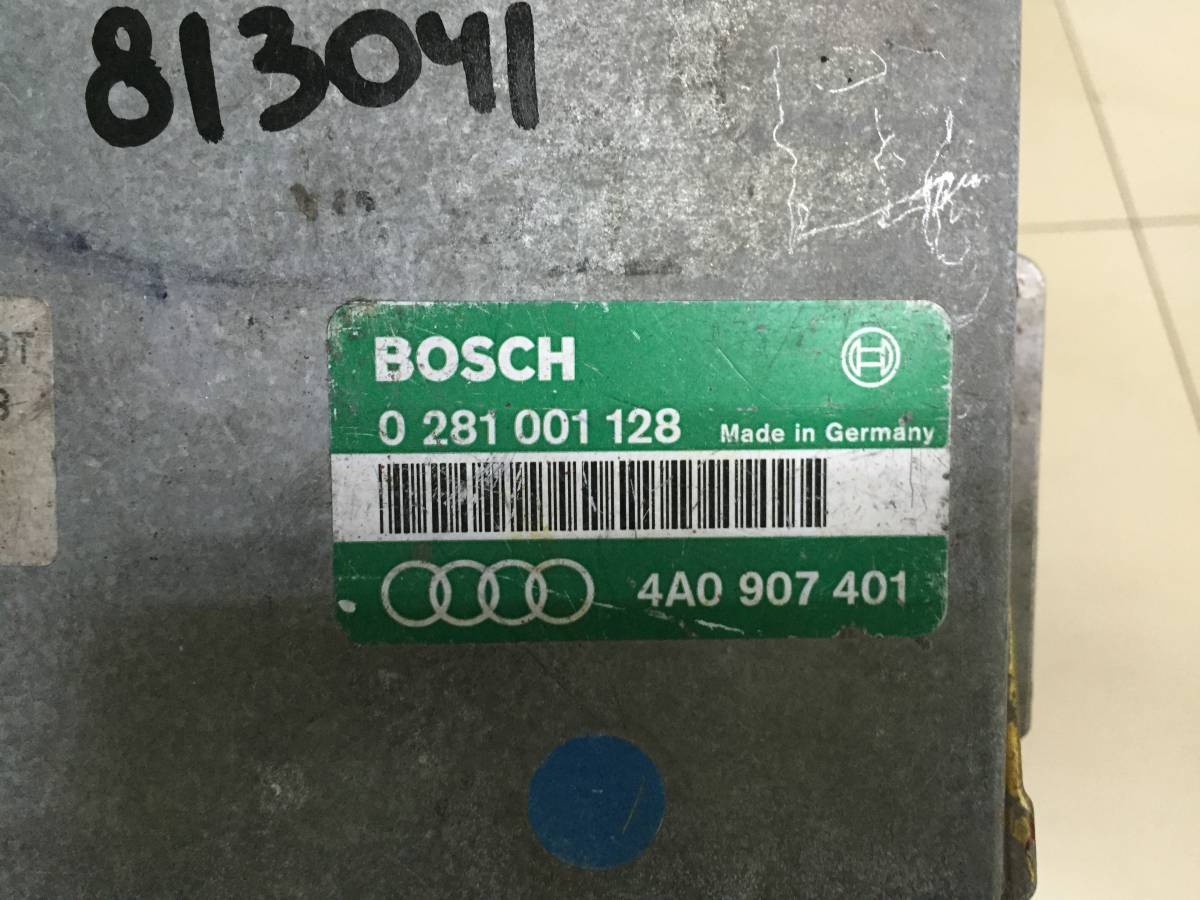 813041
BOSCH
0 281 001 128
Made in Germany
4A0 907 401